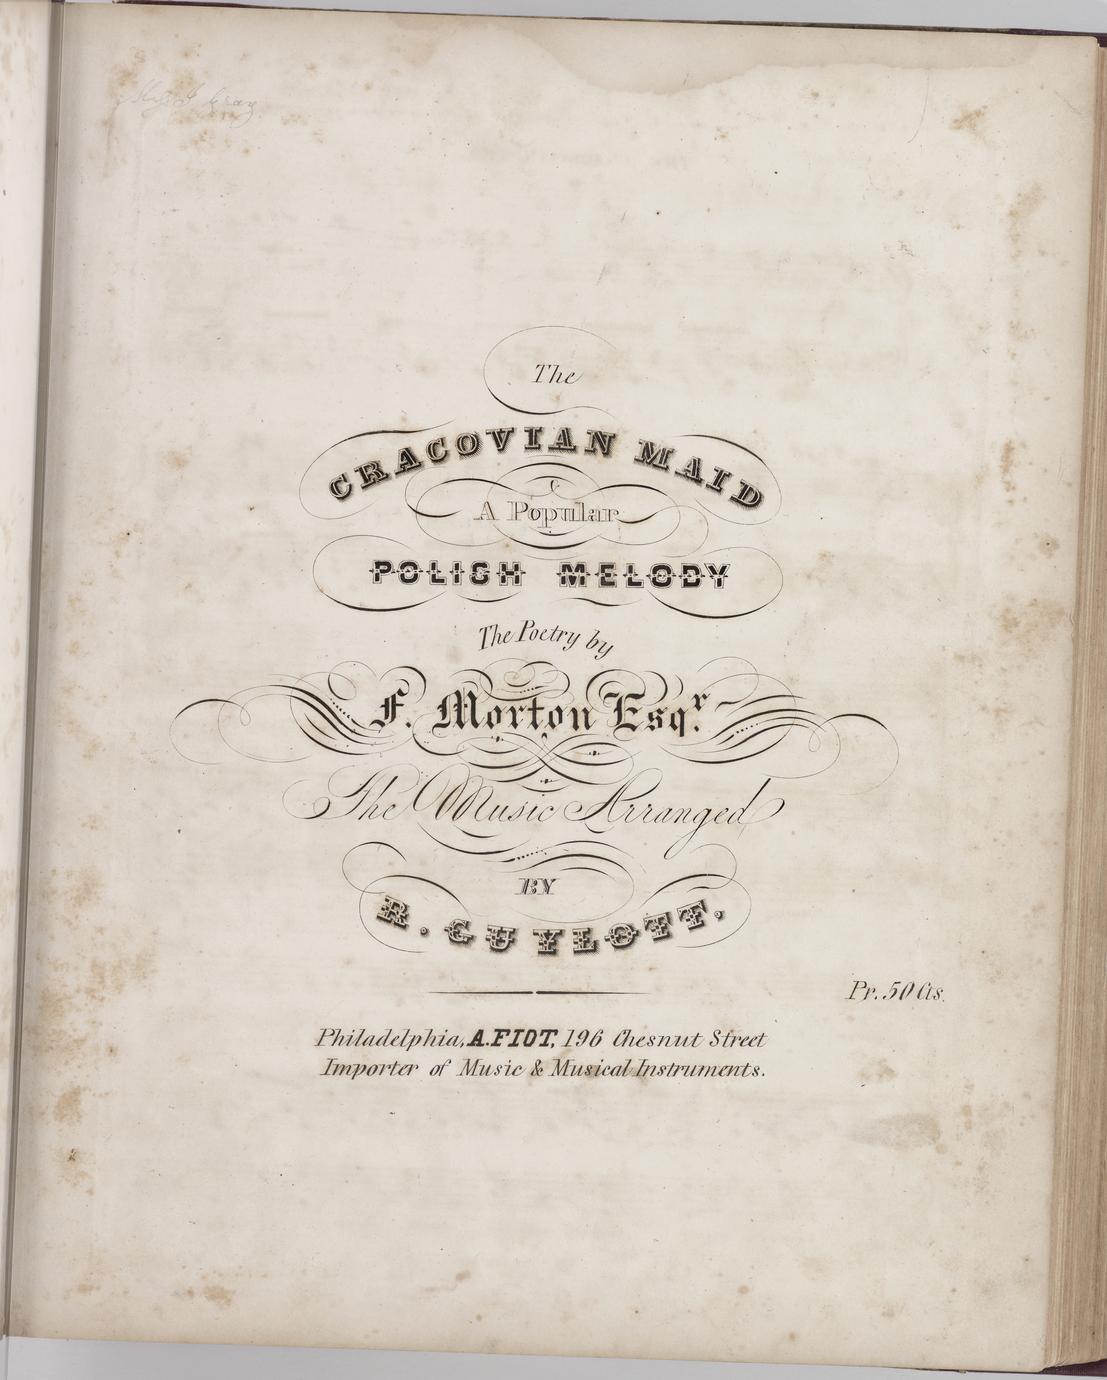 The
CRACOVIAN MAID
A Popular
POLISH MELODY
The Poetry by
F. Morton Esqr.
The Music Arranged
BY
R. GUYLOTT.
Pr. 50 Cts.
Philadelphia, A. FIOT, 196 Chesnut Street
Importer of Music & Musical Instruments.